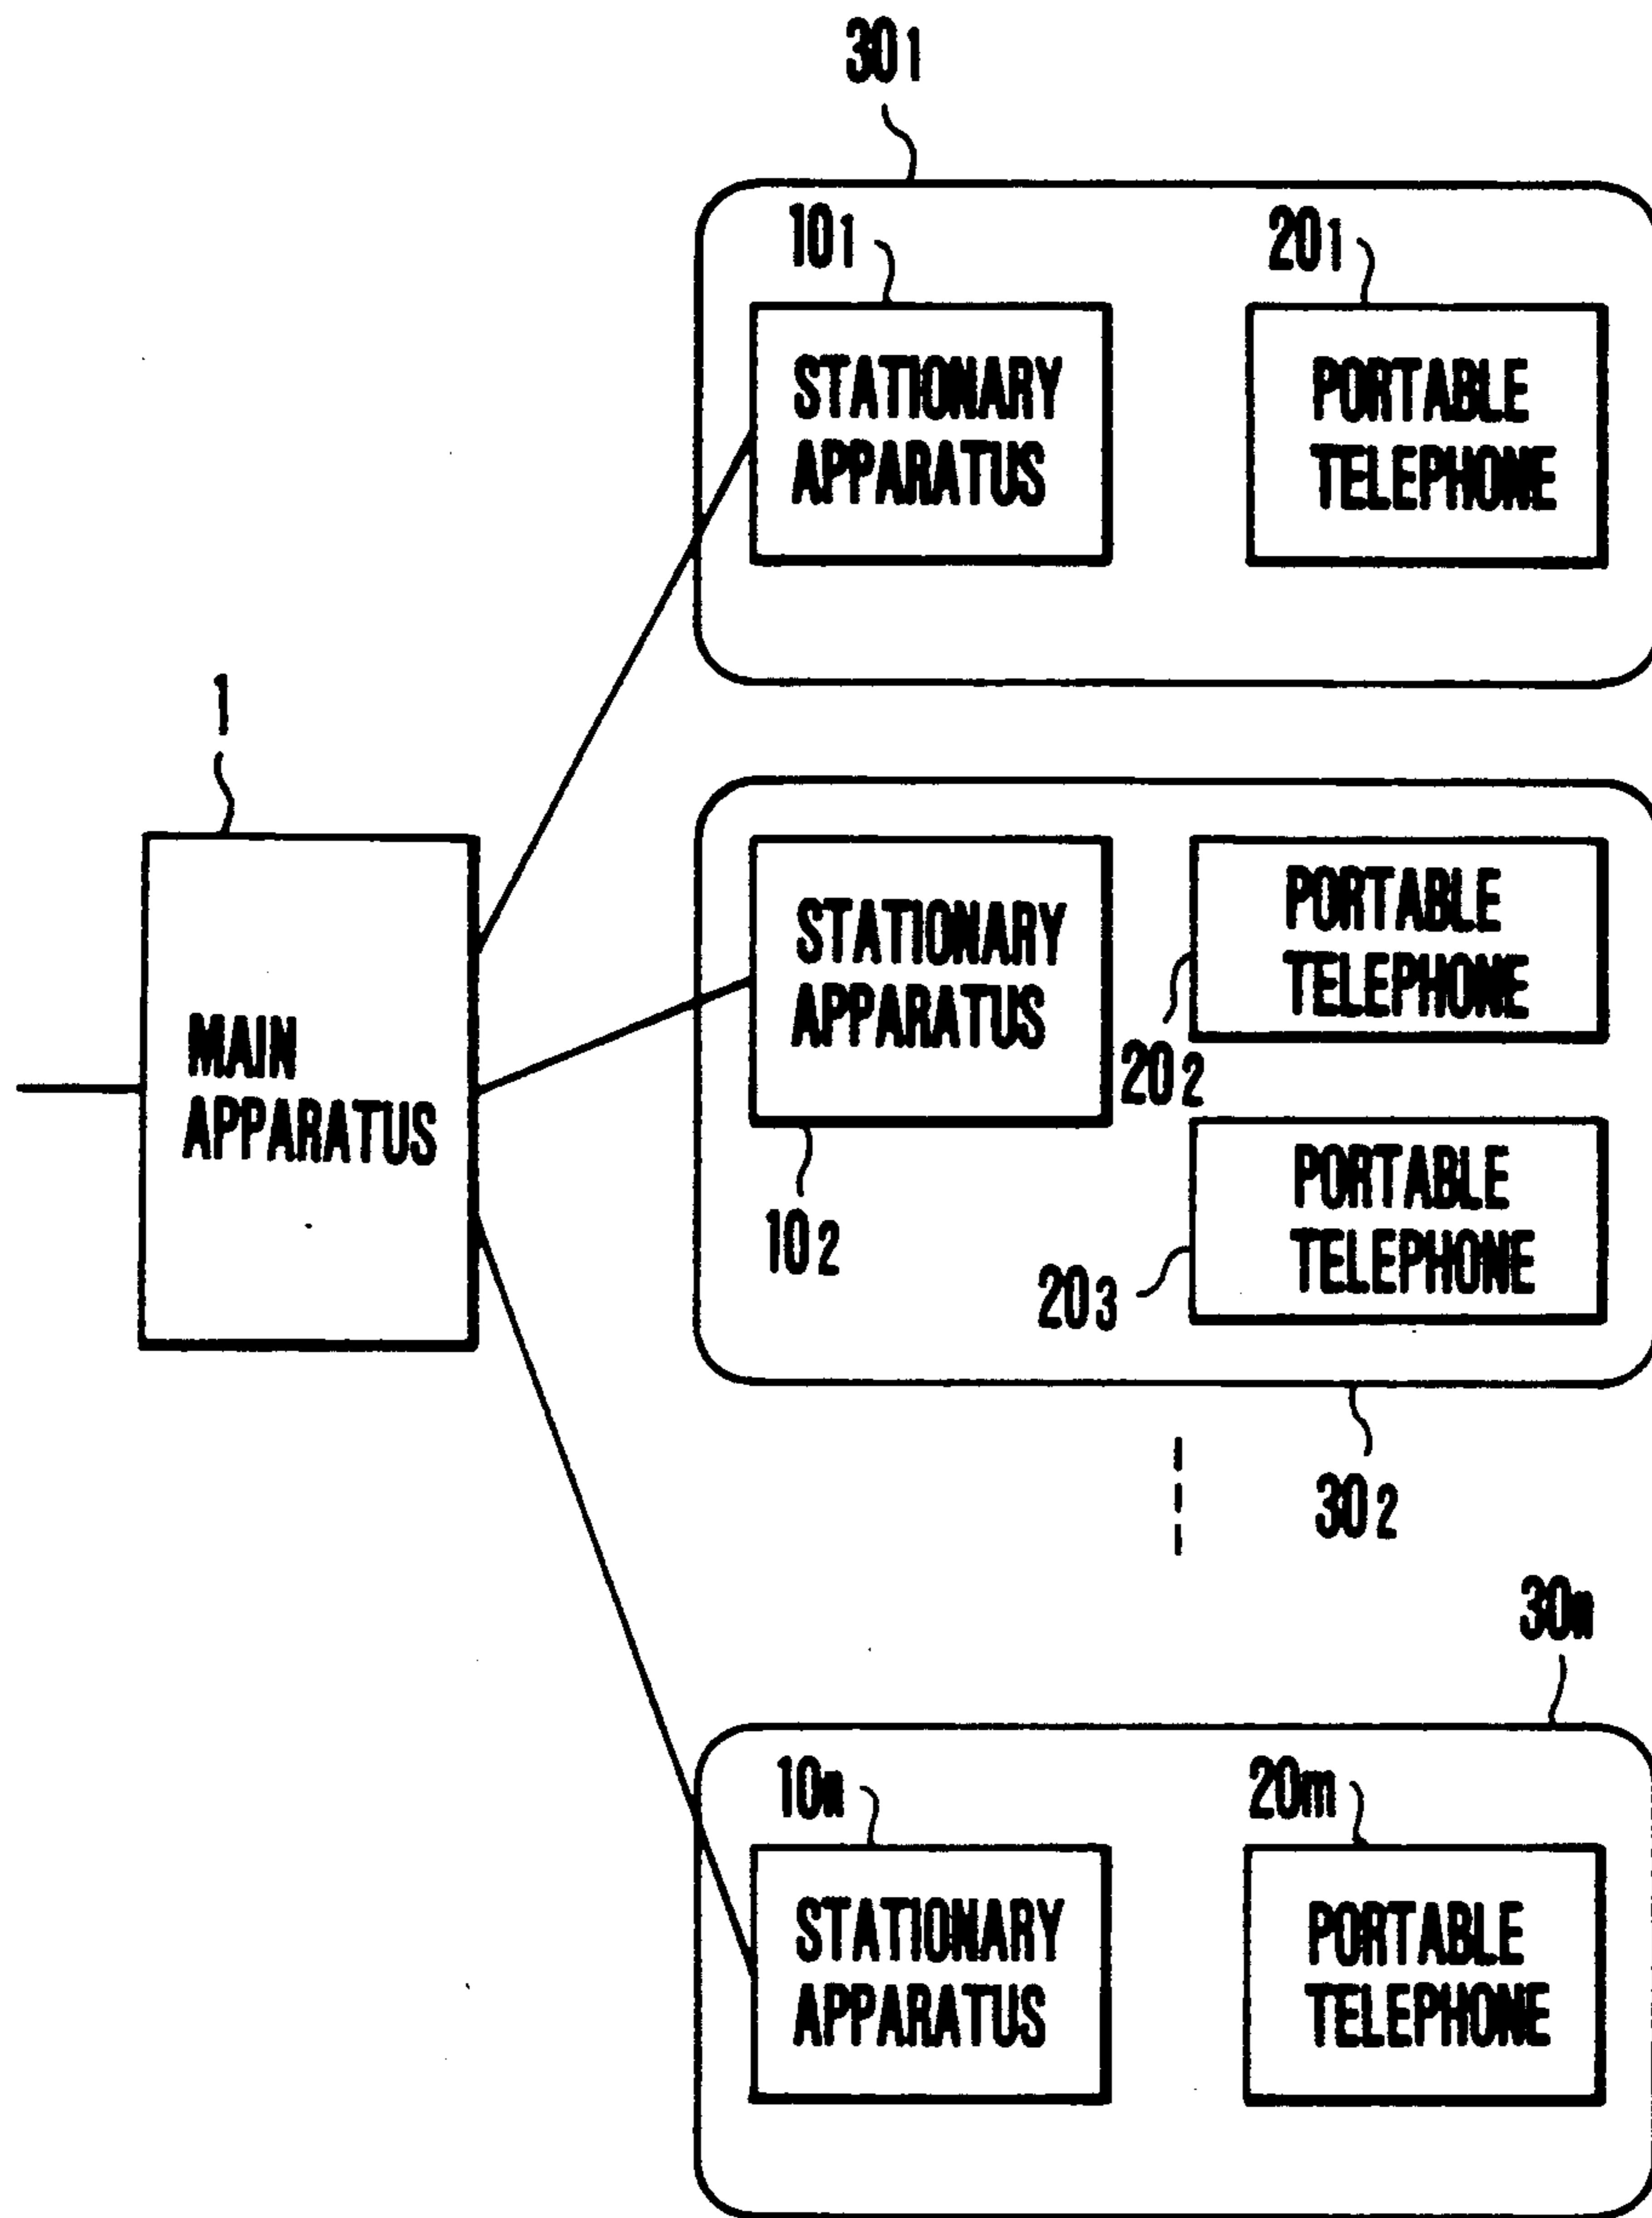 30₁
10₁
20₁
STATIONARY
APPARATUS
PORTABLE
TELEPHONE
1
MAIN
APPARATUS
STATIONARY
APPARATUS
PORTABLE
TELEPHONE
20₂
10₂
PORTABLE
TELEPHONE
20₃
30₂
30n
10n
20m
STATIONARY
APPARATUS
PORTABLE
TELEPHONE